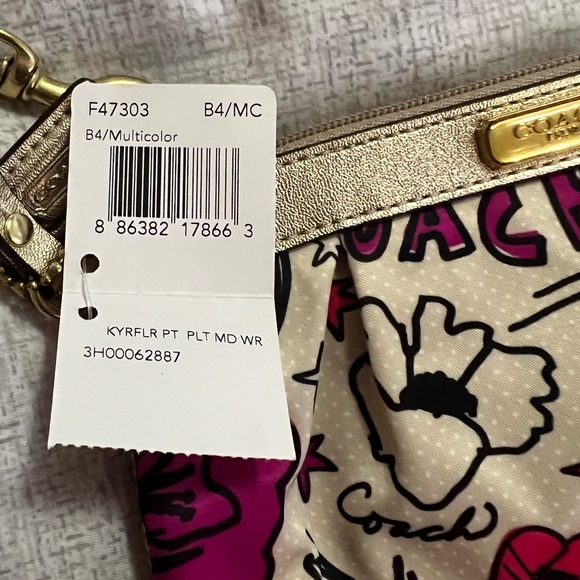 F47303 B4/MC
B4/Multicolor
8 86382 17866 3
KYRFLR PT PLT MD WR
3H00062887
COACH
Coach